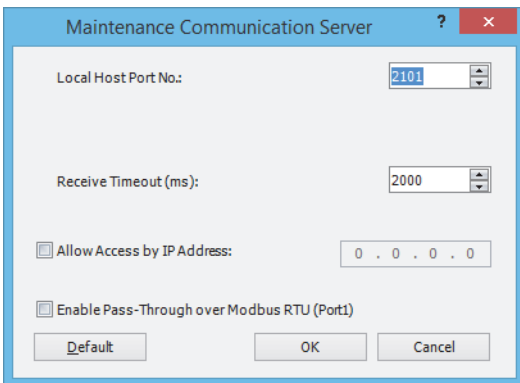 Maintenance Communication Server ? ×
Local Host Port No.: 2101
Receive Timeout (ms): 2000
Allow Access by IP Address: 0 . 0 . 0 . 0
Enable Pass-Through over Modbus RTU (Port1)
Default OK Cancel